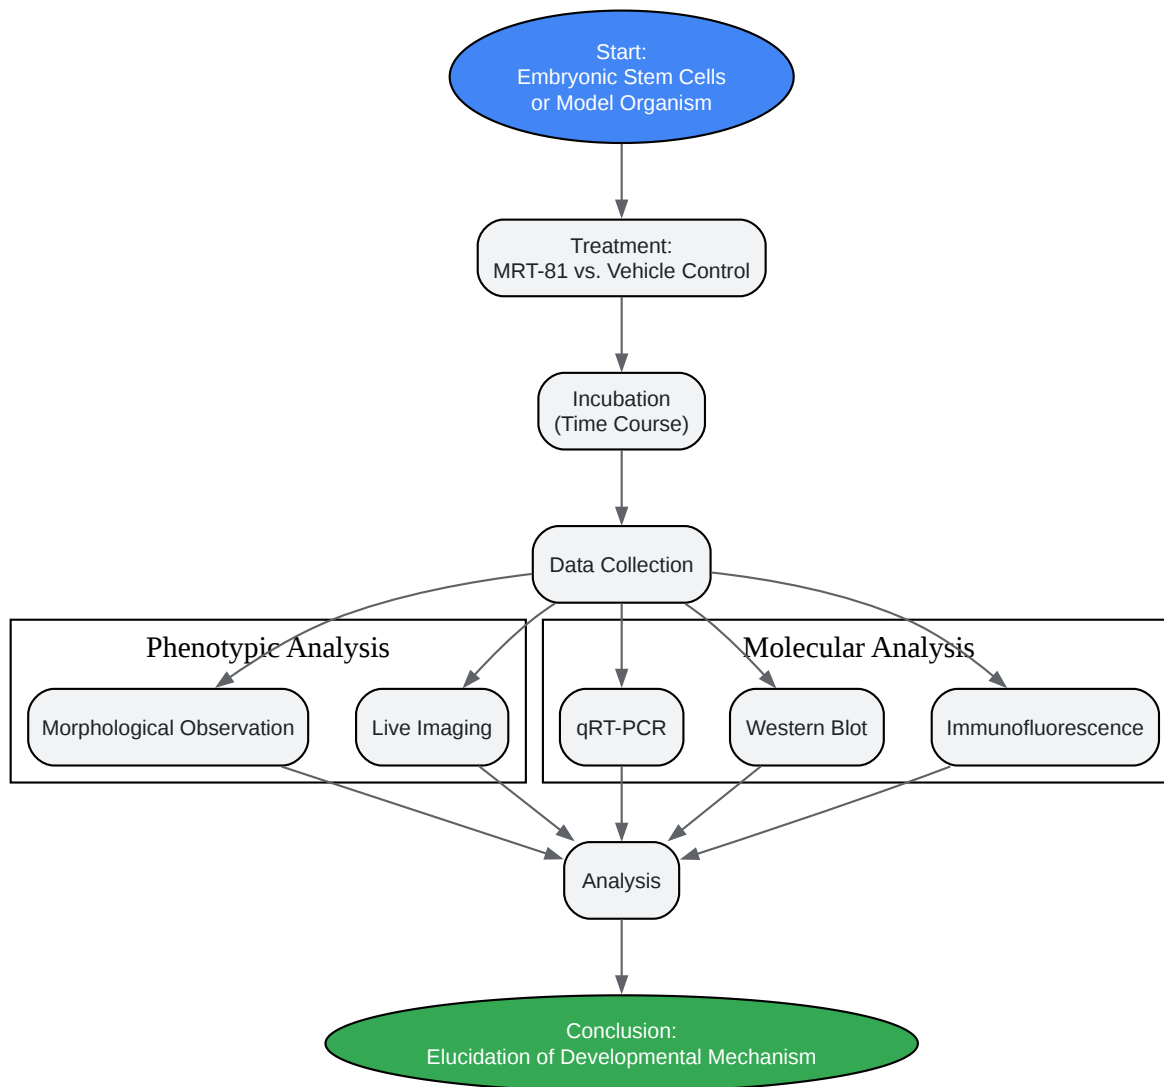 Start:
Embryonic Stem Cells
or Model Organism
Treatment:
MRT-81 vs. Vehicle Control
Incubation
(Time Course)
Data Collection
Phenotypic Analysis
Molecular Analysis
Morphological Observation
Live Imaging
qRT-PCR
Western Blot
Immunofluorescence
Analysis
Conclusion:
Elucidation of Developmental Mechanism